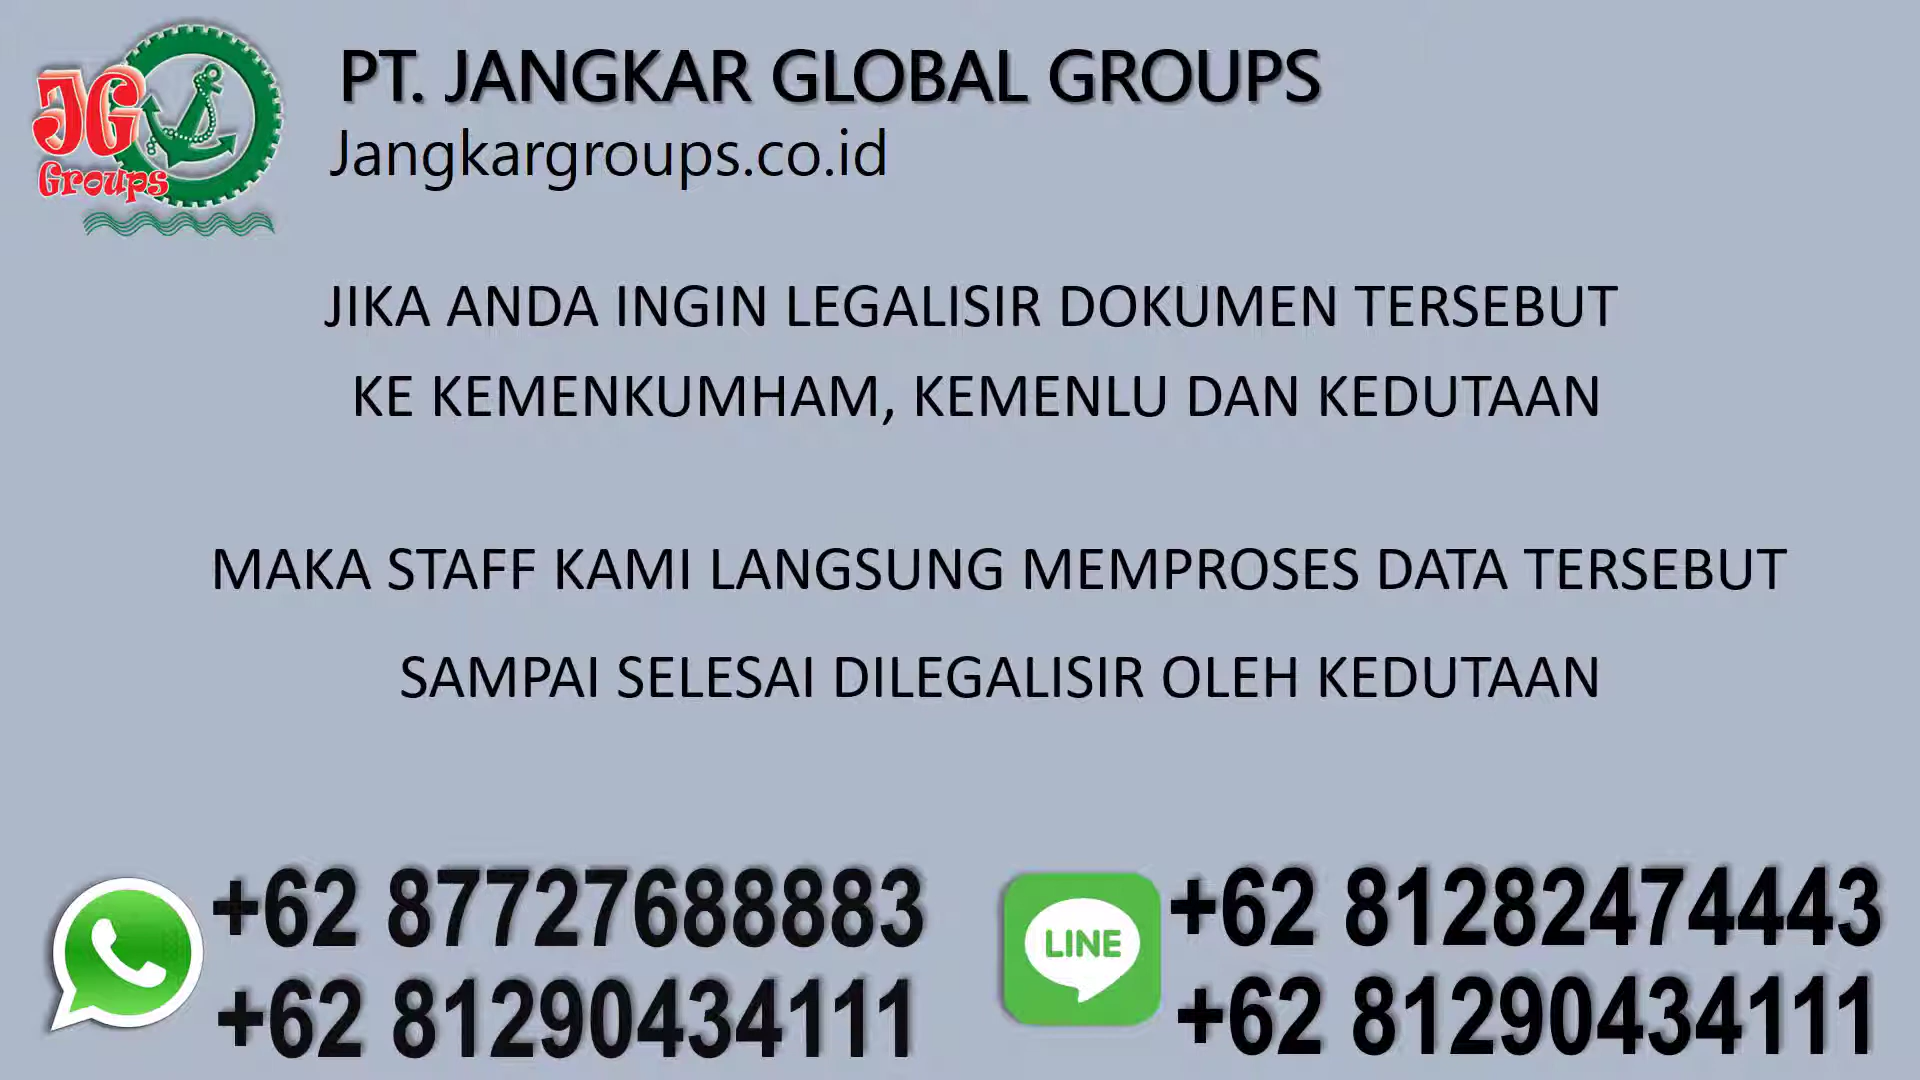 JG
Groups
PT. JANGKAR GLOBAL GROUPS
Jangkargroups.co.id
JIKA ANDA INGIN LEGALISIR DOKUMEN TERSEBUT
KE KEMENKUMHAM, KEMENLU DAN KEDUTAAN
MAKA STAFF KAMI LANGSUNG MEMPROSES DATA TERSEBUT
SAMPAI SELESAI DILEGALISIR OLEH KEDUTAAN
+62 87727688883
+62 81290434111
LINE
+62 81282474443
+62 81290434111